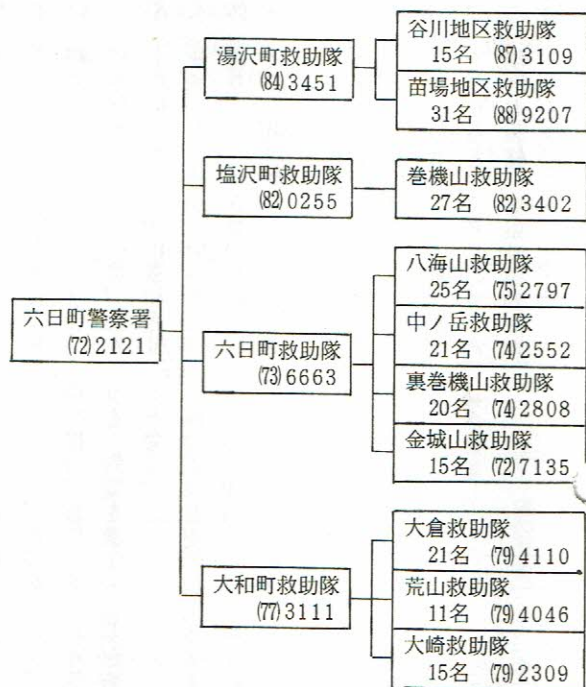 六日町警察署
(72)2121
湯沢町救助隊
(84)3451
谷川地区救助隊
15名 (87)3109
苗場地区救助隊
31名 (88)9207
塩沢町救助隊
(82)0255
巻機山救助隊
27名 (82)3402
六日町救助隊
(73)6663
八海山救助隊
25名 (75)2797
中ノ岳救助隊
21名 (74)2552
裏巻機山救助隊
20名 (74)2808
金城山救助隊
15名 (72)7135
大和町救助隊
(77)3111
大倉救助隊
21名 (79)4110
荒山救助隊
11名 (79)4046
大崎救助隊
15名 (79)2309